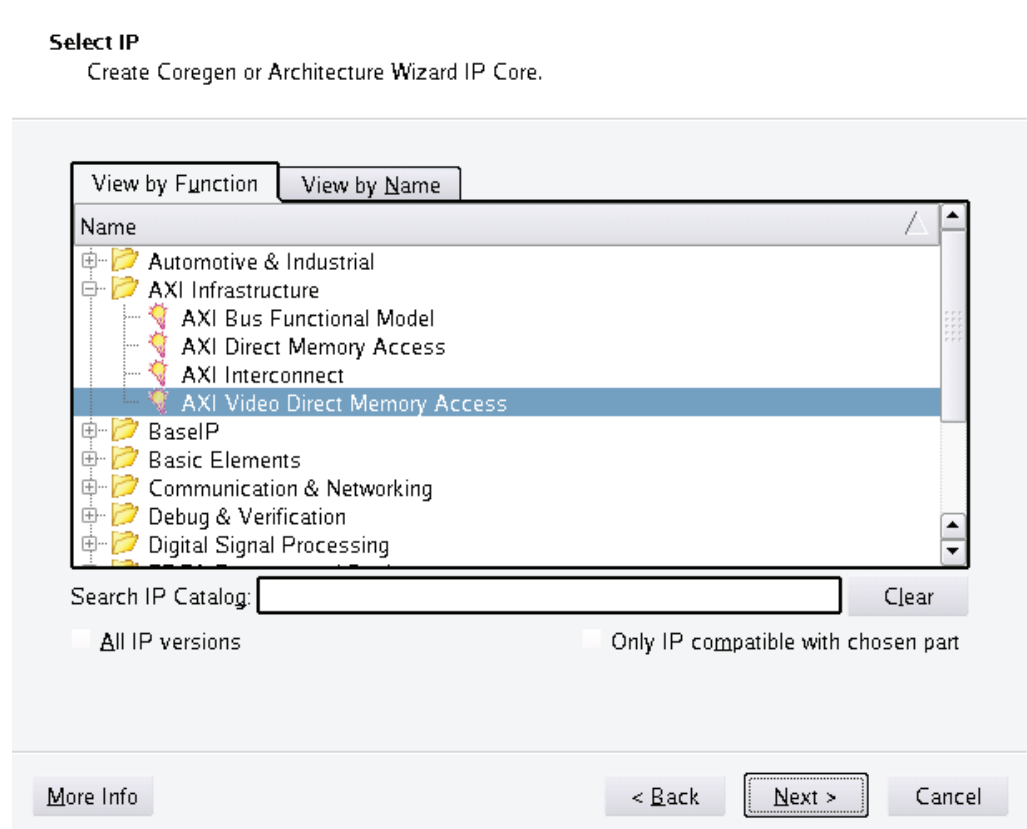 Select IP
Create Coregen or Architecture Wizard IP Core.
View by Function View by Name
Name
Automotive & Industrial
AXI Infrastructure
AXI Bus Functional Model
AXI Direct Memory Access
AXI Interconnect
AXI Video Direct Memory Access
BaseIP
Basic Elements
Communication & Networking
Debug & Verification
Digital Signal Processing
Search IP Catalog: Clear
All IP versions Only IP compatible with chosen part
More Info < Back Next > Cancel